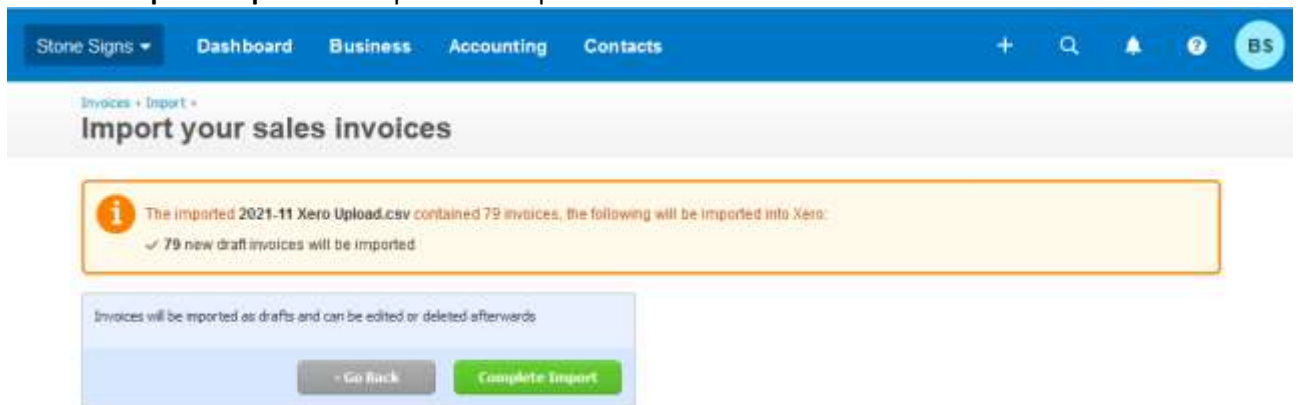 Stone Signs Dashboard Business Accounting Contacts + ? BS
Invoices › Import ›
Import your sales invoices
i The imported 2021-11 Xero Upload.csv contained 79 invoices, the following will be imported into Xero:
✓ 79 new draft invoices will be imported
Invoices will be imported as drafts and can be edited or deleted afterwards
‹ Go Back Complete Import